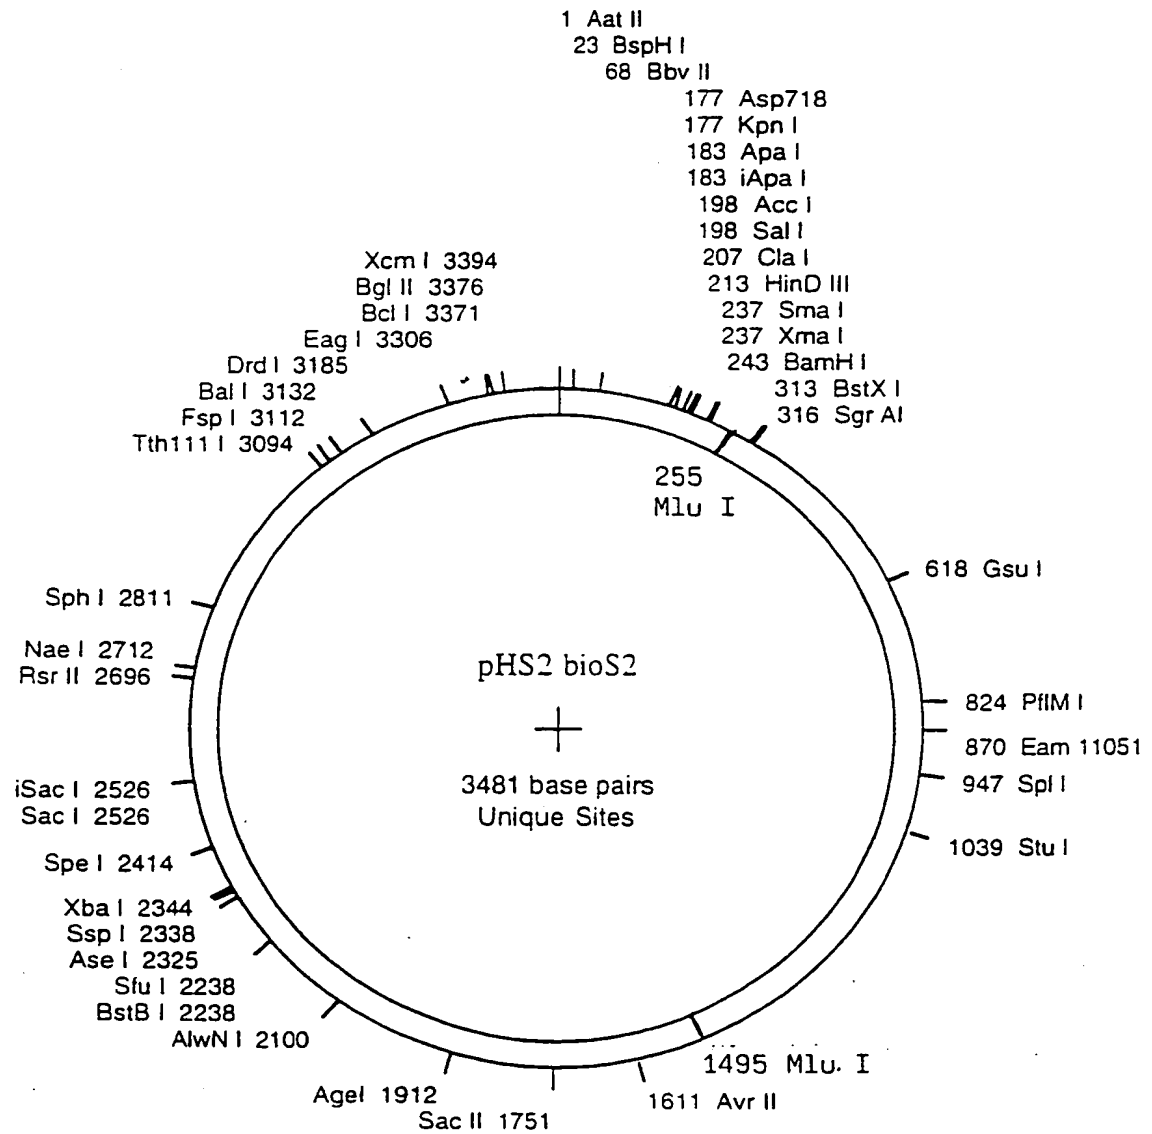 1 Aat II
23 BspH I
68 Bbv II
177 Asp718
177 Kpn I
183 Apa I
183 iApa I
198 Acc I
198 Sal I
207 Cla I
213 HinD III
237 Sma I
237 Xma I
243 BamH I
313 BstX I
316 Sgr AI
255
Mlu I
618 Gsu I
824 PflM I
870 Eam 11051
947 Spl I
1039 Stu I
1495 Mlu. I
1611 Avr II
Sac II 1751
AgeI 1912
AlwN I 2100
BstB I 2238
Sfu I 2238
Ase I 2325
Ssp I 2338
Xba I 2344
Spe I 2414
Sac I 2526
iSac I 2526
Rsr II 2696
Nae I 2712
Sph I 2811
Tth111 I 3094
Fsp I 3112
Bal I 3132
Drd I 3185
Eag I 3306
Bcl I 3371
Bgl II 3376
Xcm I 3394
pHS2 bioS2
3481 base pairs
Unique Sites